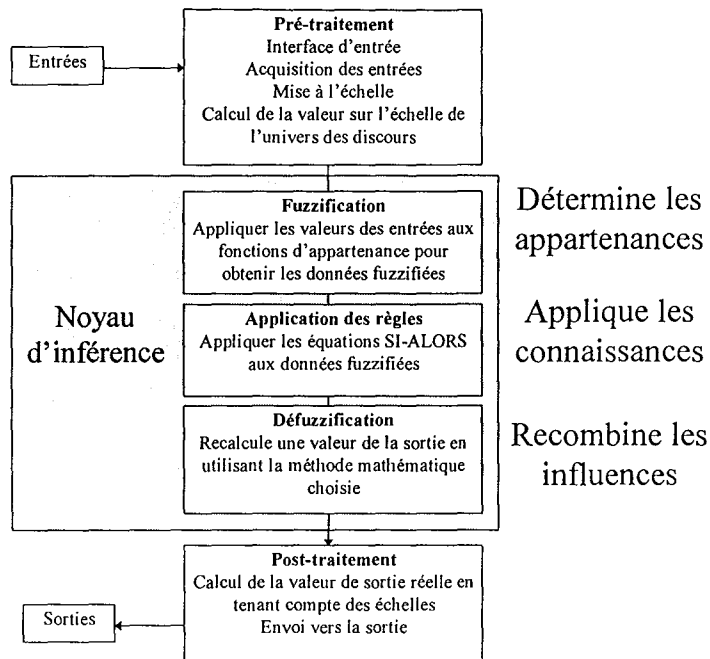 Pré-traitement
Interface d'entrée
Entrées
Acquisition des entrées
Mise à l'échelle
Calcul de la valeur sur l'échelle de
l'univers des discours
Fuzzification
Appliquer les valeurs des entrées aux
fonctions d'appartenance pour
obtenir les données fuzzifiées
Détermine les
appartenances
Noyau
d'inférence
Application des règles
Appliquer les équations SI-ALORS
aux données fuzzifiées
Applique les
connaissances
Défuzzification
Recalcule une valeur de la sortie en
utilisant la méthode mathématique
choisie
Recombine les
influences
Post-traitement
Calcul de la valeur de sortie réelle en
tenant compte des échelles
Envoi vers la sortie
Sorties